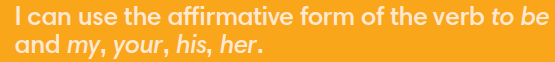 I can use the affirmative form of the verb to be
and my, your, his, her.